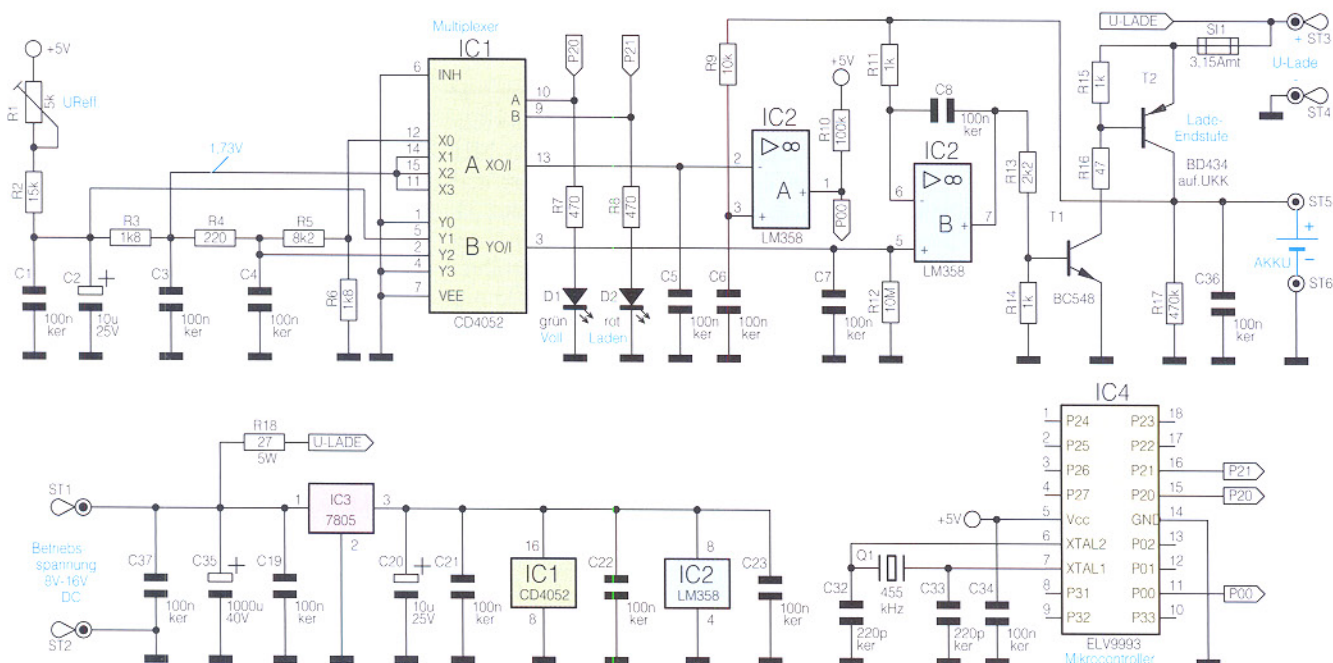 Multiplexer
IC1
+5V
R1
5k
UReff
R2
15k
1,73V
R3
1k8
R4
220
R5
8k2
R6
1k8
C1
100n
ker
C2
+
10u
25V
C3
100n
ker
C4
100n
ker
6
INH
12
X0
14
X1
15
X2
11
X3
1
Y0
5
Y1
2
Y2
4
Y3
7
VEE
A
10
B
9
A
XO/I
13
B
YO/I
3
CD4052
P20
P21
R7
470
R8
470
D1
grün
Voll
D2
rot
Laden
C5
100n
ker
R9
10k
C6
100n
ker
IC2
2
-
▷∞
A
+
1
3
+
LM358
+5V
R10
100k
P00
C7
100n
ker
R11
1k
C8
100n
ker
IC2
▷∞
6
-
B
+
7
5
+
LM358
R12
10M
R13
2k2
R14
1k
T1
BC548
R15
1k
R16
47
T2
Lade-
Endstufe
BD434
auf.UKK
U-LADE
SI1
3,15Amt
ST3
+
U-Lade
-
ST4
R17
470k
C36
100n
ker
ST5
+
AKKU
-
ST6
R18
27
5W
U-LADE
ST1
Betriebs
spannung
8V-16V
DC
ST2
C37
100n
ker
C35
+
1000u
40V
C19
100n
ker
1
IC3
7805
3
2
C20
+
10u
25V
C21
100n
ker
16
IC1
CD4052
8
C22
100n
ker
8
IC2
LM358
4
C23
100n
ker
IC4
1
P24
P23
18
2
P25
P22
17
3
P26
P21
16
P21
4
P27
P20
15
P20
+5V
5
Vcc
GND
14
6
XTAL2
P02
13
7
XTAL1
P01
12
8
P31
P00
11
P00
9
P32
P33
10
ELV9993
Mikrocontroller
Q1
455
kHz
C32
220p
ker
C33
220p
ker
C34
100n
ker